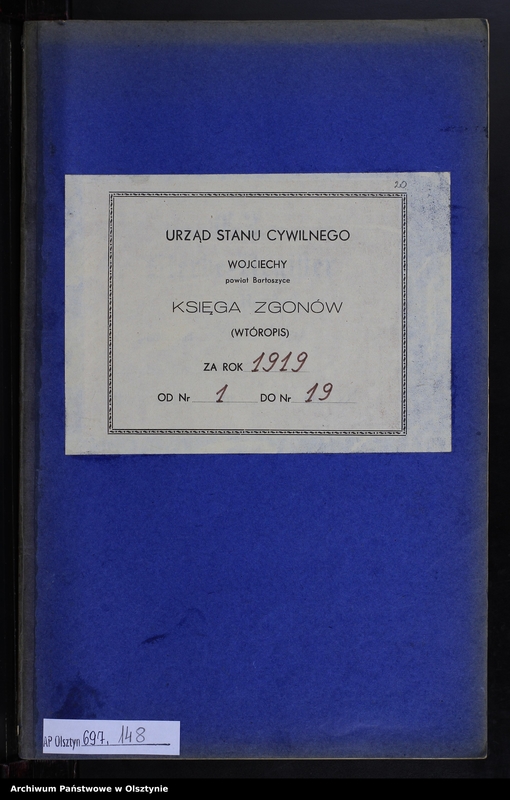 20
URZĄD STANU CYWILNEGO
WOJCIECHY
powiat Bartoszyce
KSIĘGA ZGONÓW
(WTÓROPIS)
ZA ROK 1919
OD Nr 1 DO Nr 19
AP Olsztyn 697, 148
Archiwum Państwowe w Olsztynie